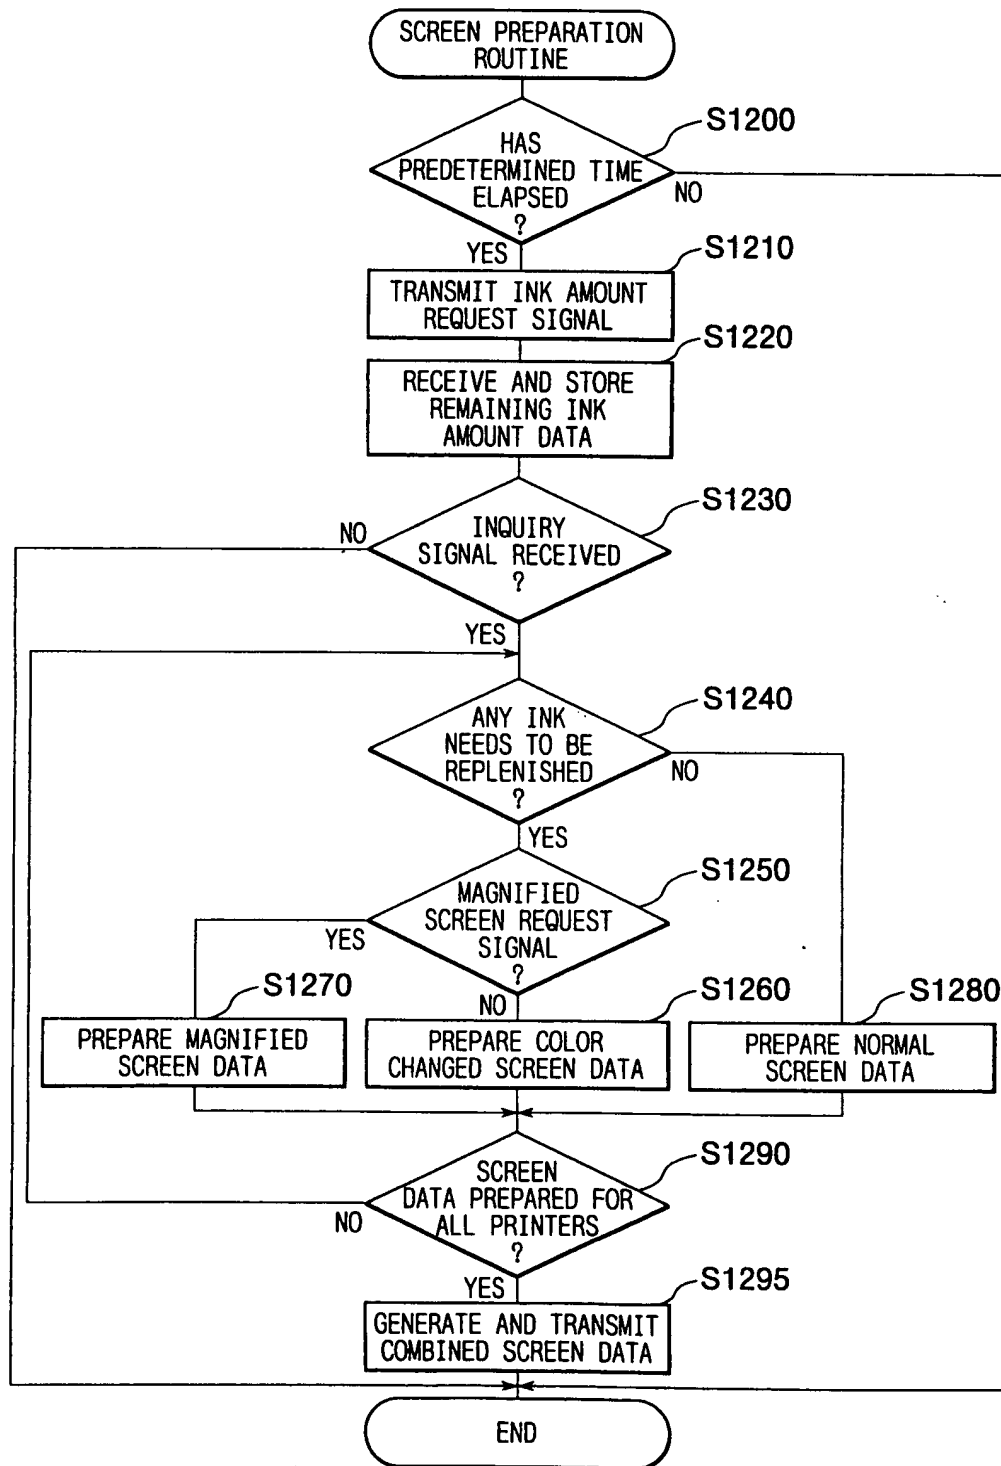 SCREEN PREPARATION
ROUTINE
S1200
HAS
PREDETERMINED TIME
ELAPSED
?
NO
YES
S1210
TRANSMIT INK AMOUNT
REQUEST SIGNAL
S1220
RECEIVE AND STORE
REMAINING INK
AMOUNT DATA
S1230
NO
INQUIRY
SIGNAL RECEIVED
?
YES
S1240
ANY INK
NEEDS TO BE
REPLENISHED
?
NO
YES
S1250
MAGNIFIED
SCREEN REQUEST
SIGNAL
?
YES
NO
S1270
S1260
S1280
PREPARE MAGNIFIED
SCREEN DATA
PREPARE COLOR
CHANGED SCREEN DATA
PREPARE NORMAL
SCREEN DATA
S1290
SCREEN
DATA PREPARED FOR
ALL PRINTERS
?
NO
YES
S1295
GENERATE AND TRANSMIT
COMBINED SCREEN DATA
END